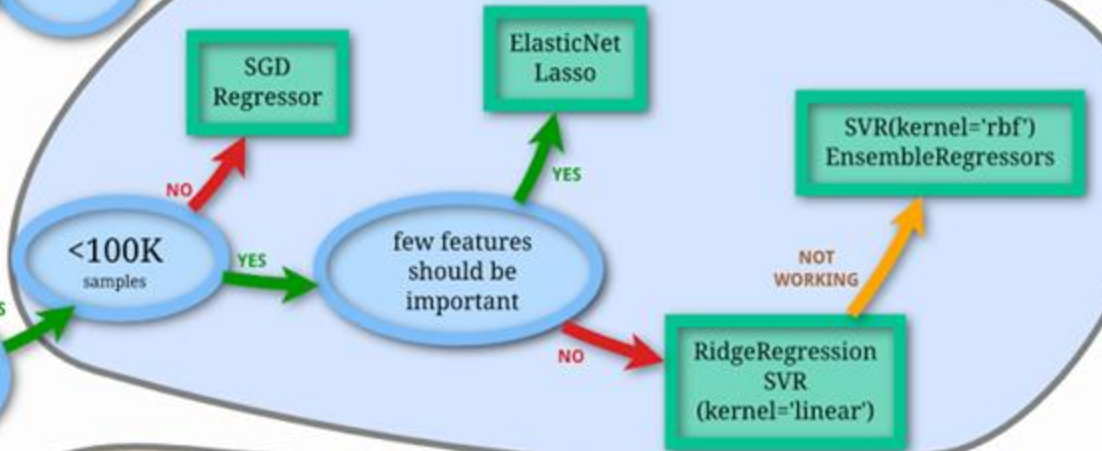 SGD
Regressor
ElasticNet
Lasso
SVR(kernel='rbf')
EnsembleRegressors
NO
YES
<100K
samples
YES
few features
should be
important
NOT
WORKING
NO
RidgeRegression
SVR
(kernel='linear')